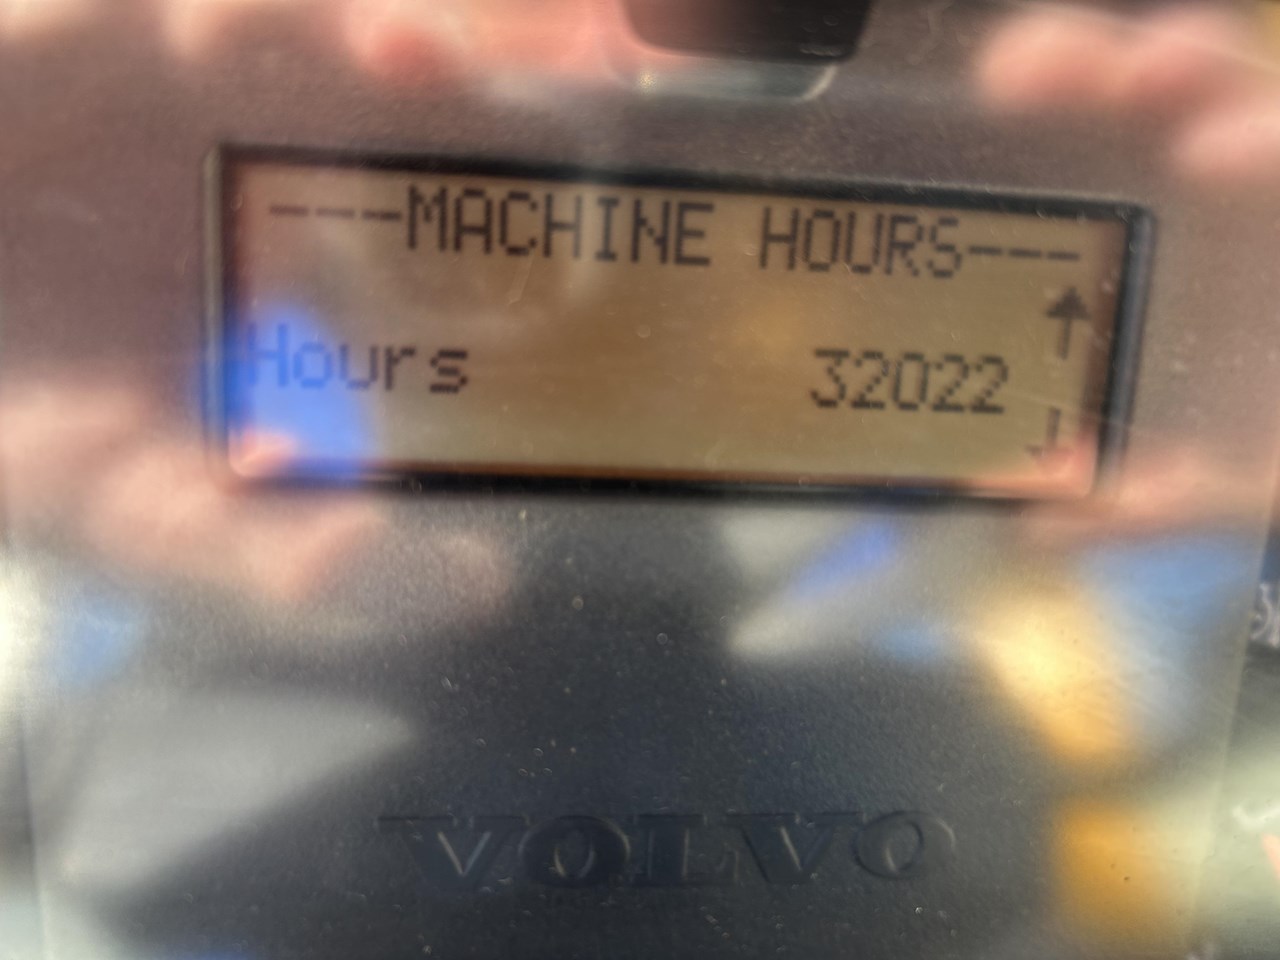 ----MACHINE HOURS---
Hours 32022
VOLVO